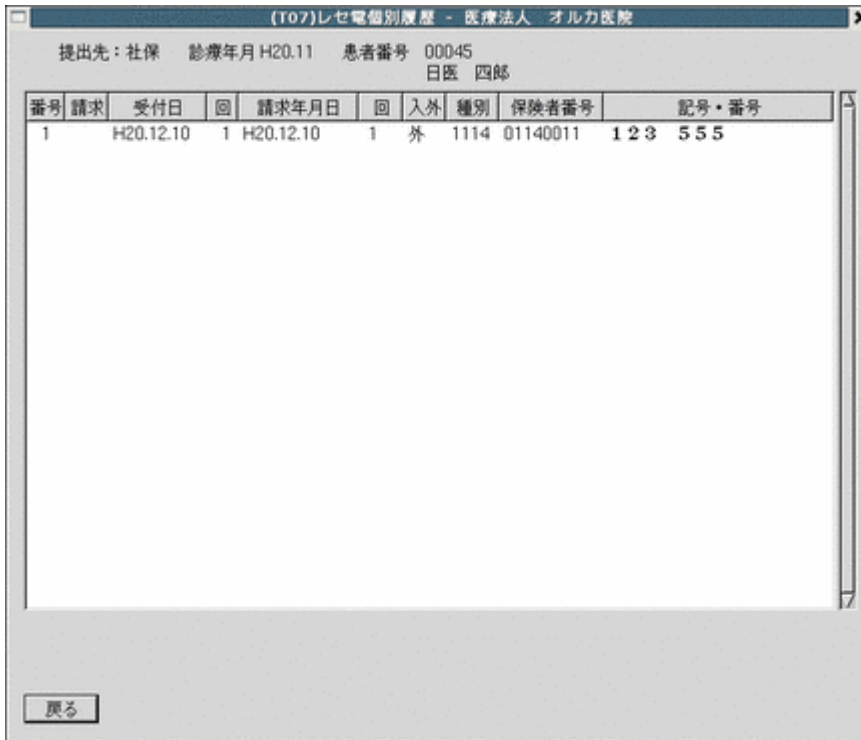 (T07)レセ電個別履歴 - 医療法人　オルカ医院
提出先：社保　診療年月 H20.11　患者番号 00045
日医 四郎
番号 請求 受付日 回 請求年月日 回 入外 種別 保険者番号 記号・番号
1 H20.12.10 1 H20.12.10 1 外 1114 01140011 １２３ ５５５
戻る